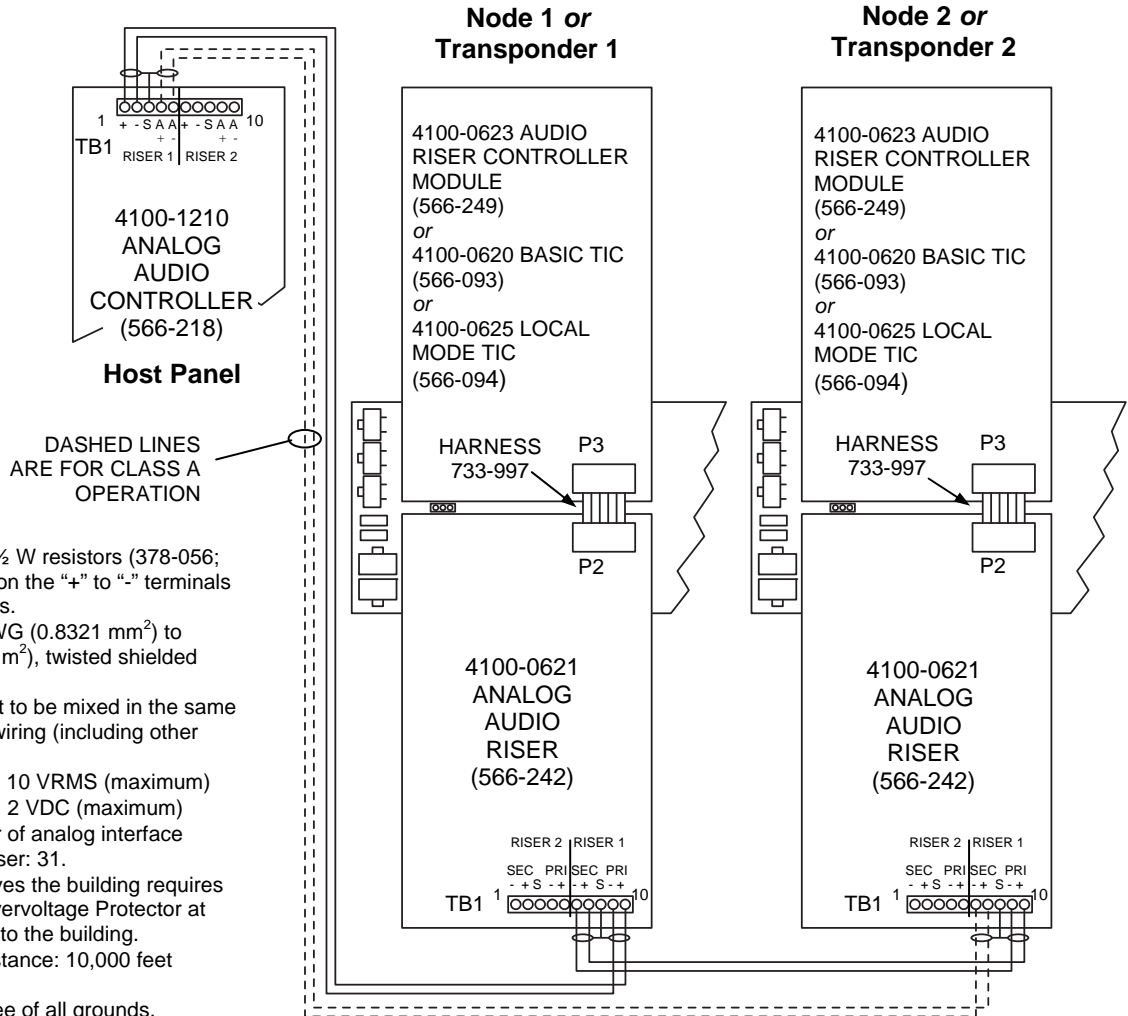 Node 1 or
Transponder 1
Node 2 or
Transponder 2
1 + - S A A + - S A A 10
+ - + -
TB1
RISER 1 RISER 2
4100-1210
ANALOG
AUDIO
CONTROLLER
(566-218)
Host Panel
DASHED LINES
ARE FOR CLASS A
OPERATION
4100-0623 AUDIO
RISER CONTROLLER
MODULE
(566-249)
or
4100-0620 BASIC TIC
(566-093)
or
4100-0625 LOCAL
MODE TIC
(566-094)
HARNESS
733-997
P3
P2
4100-0621
ANALOG
AUDIO
RISER
(566-242)
RISER 2 RISER 1
SEC PRI SEC PRI
- + S - + - + S - +
TB1 1 10
4100-0623 AUDIO
RISER CONTROLLER
MODULE
(566-249)
or
4100-0620 BASIC TIC
(566-093)
or
4100-0625 LOCAL
MODE TIC
(566-094)
HARNESS
733-997
P3
P2
4100-0621
ANALOG
AUDIO
RISER
(566-242)
RISER 2 RISER 1
SEC PRI SEC PRI
- + S - + - + S - +
TB1 1 10
½ W resistors (378-056;
on the “+” to “-” terminals
s.
WG (0.8321 mm²) to
m²), twisted shielded
t to be mixed in the same
wiring (including other
10 VRMS (maximum)
2 VDC (maximum)
r of analog interface
ser: 31.
ves the building requires
vervoltage Protector at
to the building.
stance: 10,000 feet
ee of all grounds.